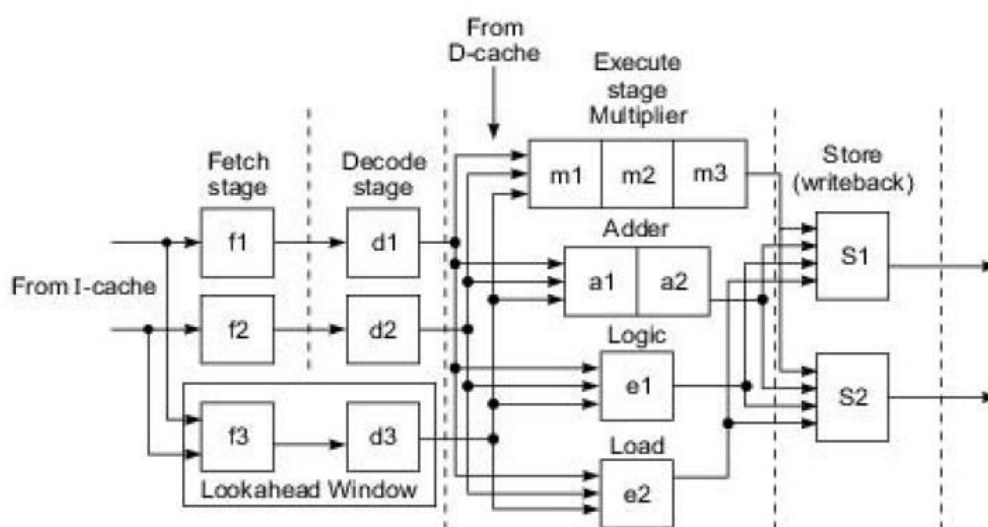 From
D-cache
Execute
stage
Multiplier
Fetch
stage
Decode
stage
Store
(writeback)
m1 m2 m3
Adder
f1
d1
a1 a2
S1
From I-cache
f2
d2
Logic
e1
S2
f3
d3
Load
e2
Lookahead Window